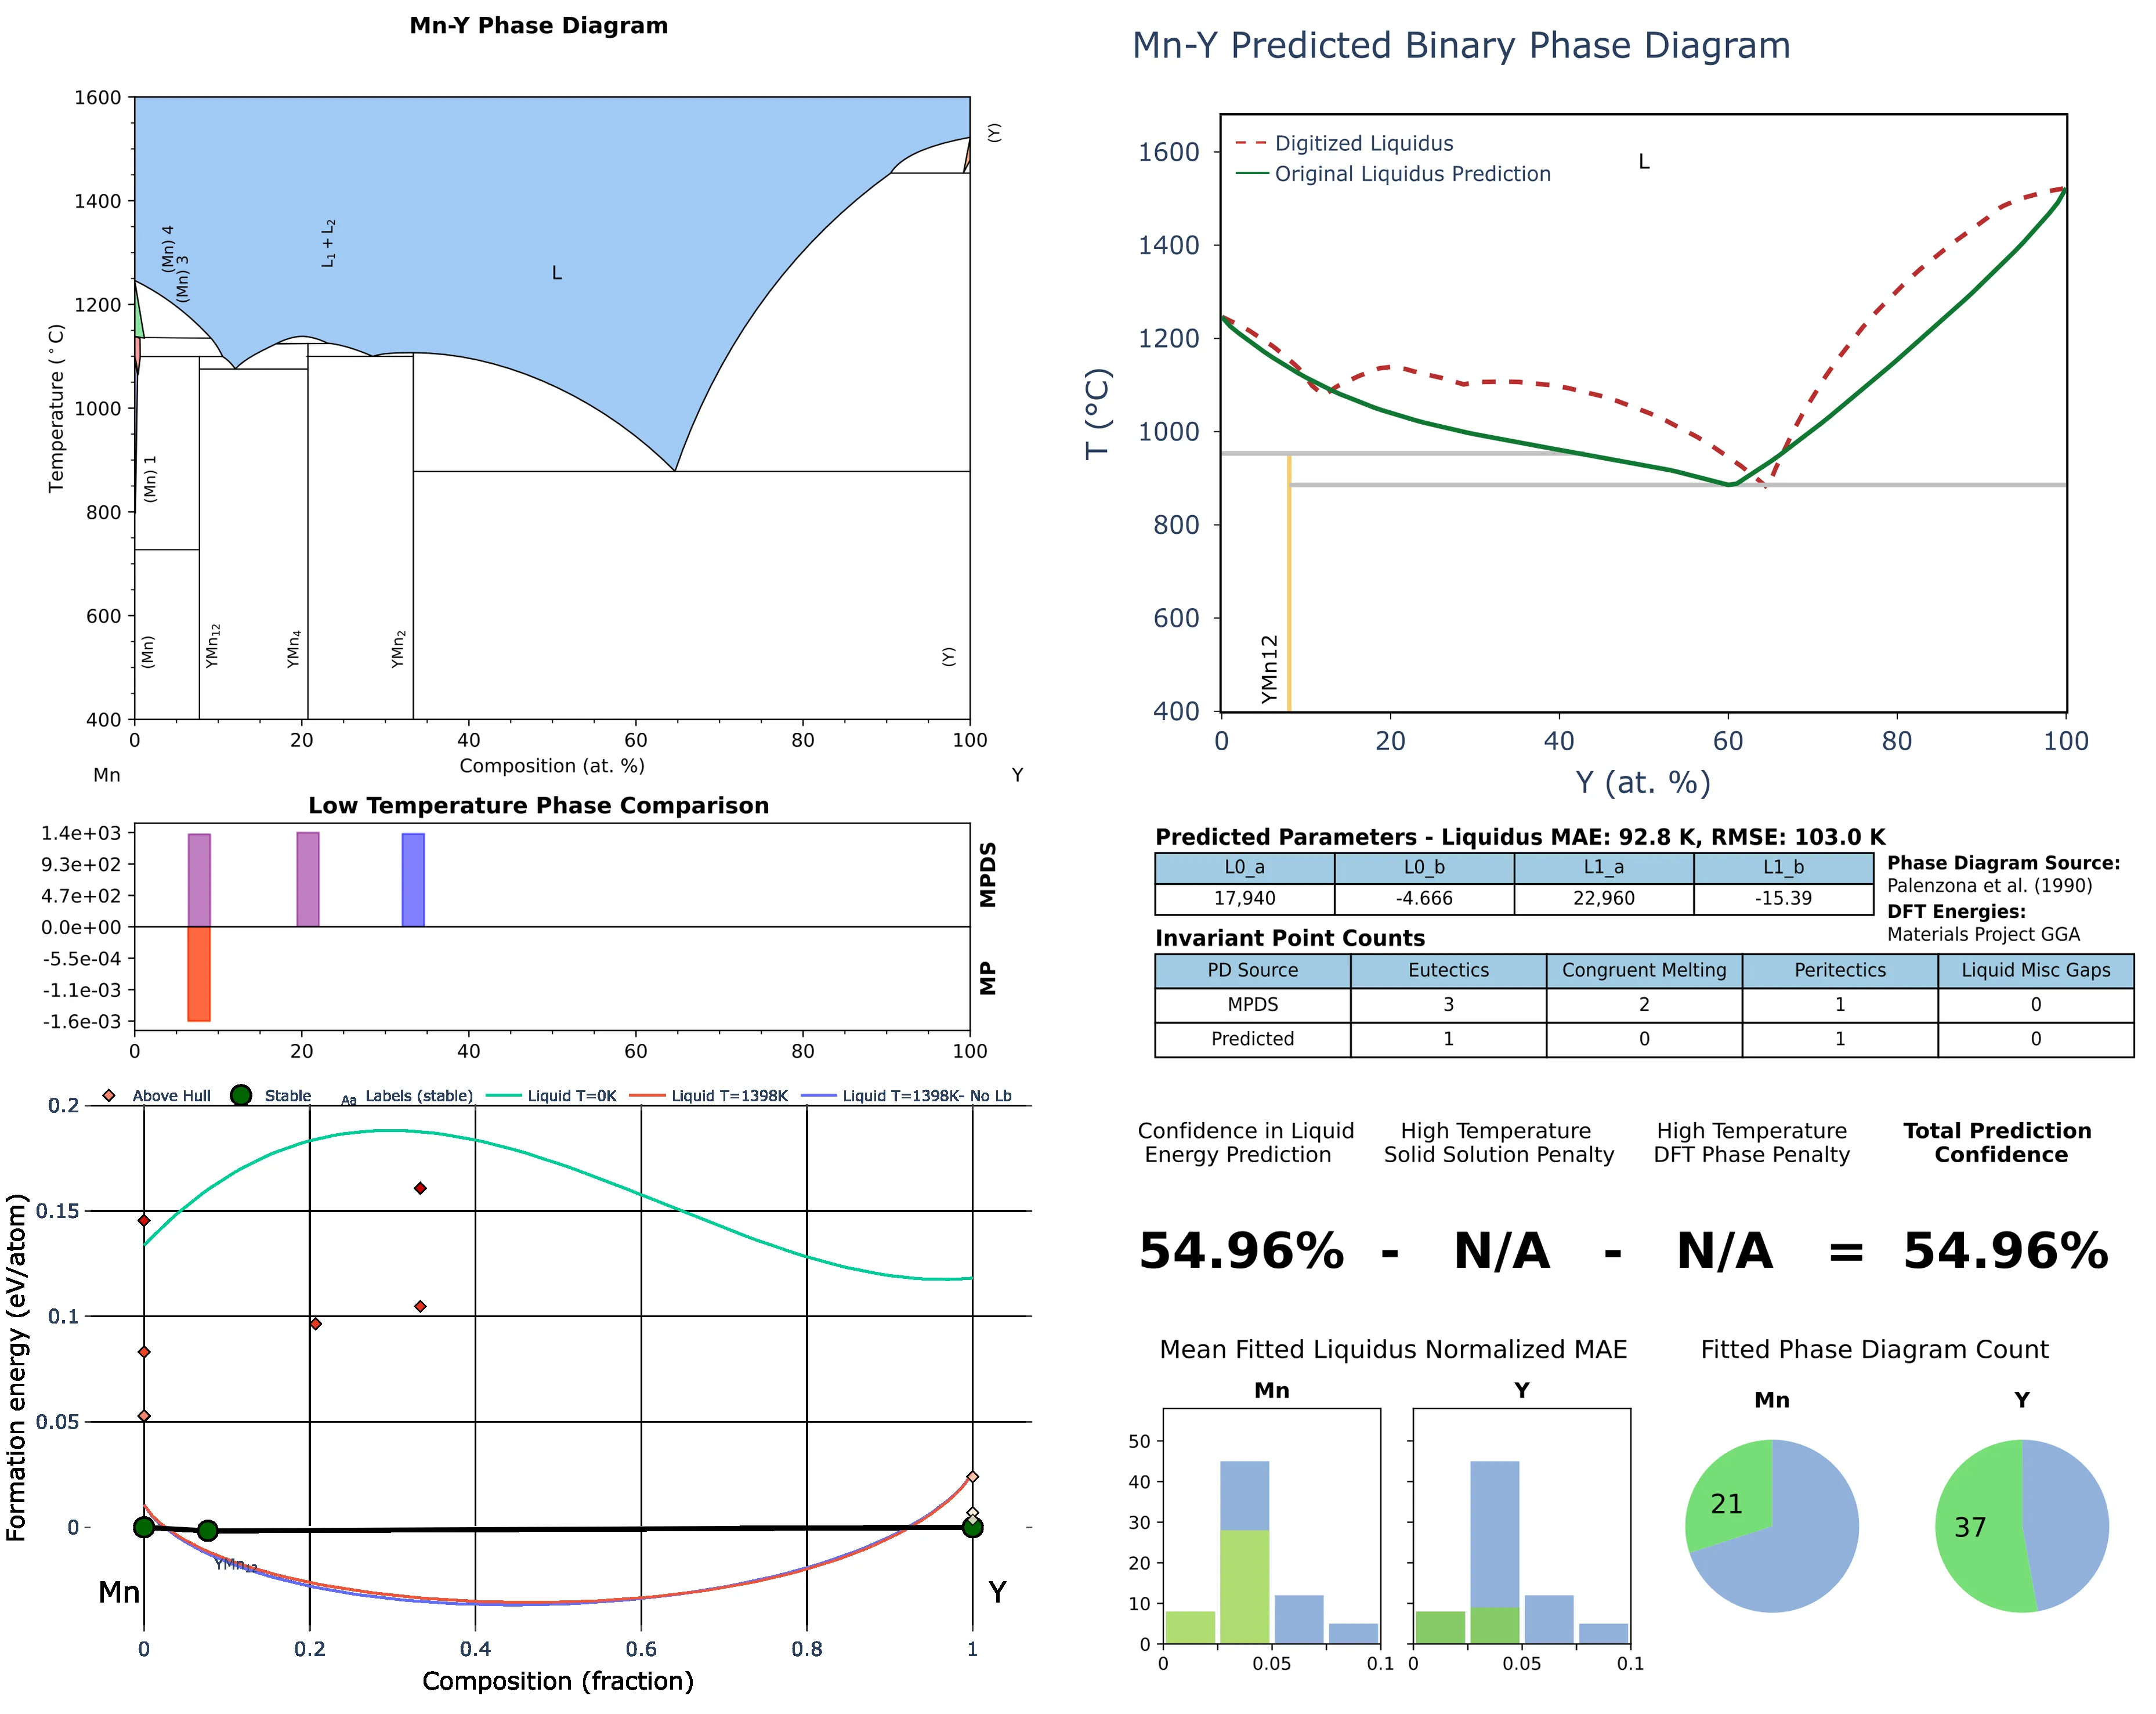 Mn-Y Phase Diagram
1600
1400
1200
1000
800
600
400
Temperature (°C)
(Mn) 4
(Mn) 3
L₁ + L₂
L
(Y)
(Mn) 1
(Mn)
YMn₁₂
YMn₄
YMn₂
(Y)
0 20 40 60 80 100
Mn Composition (at. %) Y
Mn-Y Predicted Binary Phase Diagram
Digitized Liquidus
Original Liquidus Prediction
L
1600
1400
1200
1000
800
600
400
T (°C)
YMn12
0 20 40 60 80 100
Y (at. %)
Low Temperature Phase Comparison
1.4e+03
9.3e+02
4.7e+02
0.0e+00
-5.5e-04
-1.1e-03
-1.6e-03
MPDS
MP
0 20 40 60 80 100
Predicted Parameters - Liquidus MAE: 92.8 K, RMSE: 103.0 K
L0_a L0_b L1_a L1_b
17,940 -4.666 22,960 -15.39
Phase Diagram Source:
Palenzona et al. (1990)
DFT Energies:
Materials Project GGA
Invariant Point Counts
PD Source Eutectics Congruent Melting Peritectics Liquid Misc Gaps
MPDS 3 2 1 0
Predicted 1 0 1 0
Above Hull Stable Aa Labels (stable) Liquid T=0K Liquid T=1398K Liquid T=1398K- No Lb
0.2
0.15
0.1
0.05
0
Formation energy (eV/atom)
YMn₁₂
Mn Y
0 0.2 0.4 0.6 0.8 1
Composition (fraction)
Confidence in Liquid
Energy Prediction
High Temperature
Solid Solution Penalty
High Temperature
DFT Phase Penalty
Total Prediction
Confidence
54.96% - N/A - N/A = 54.96%
Mean Fitted Liquidus Normalized MAE
Mn Y
50
40
30
20
10
0
0 0.05 0.1 0 0.05 0.1
Fitted Phase Diagram Count
Mn Y
21 37